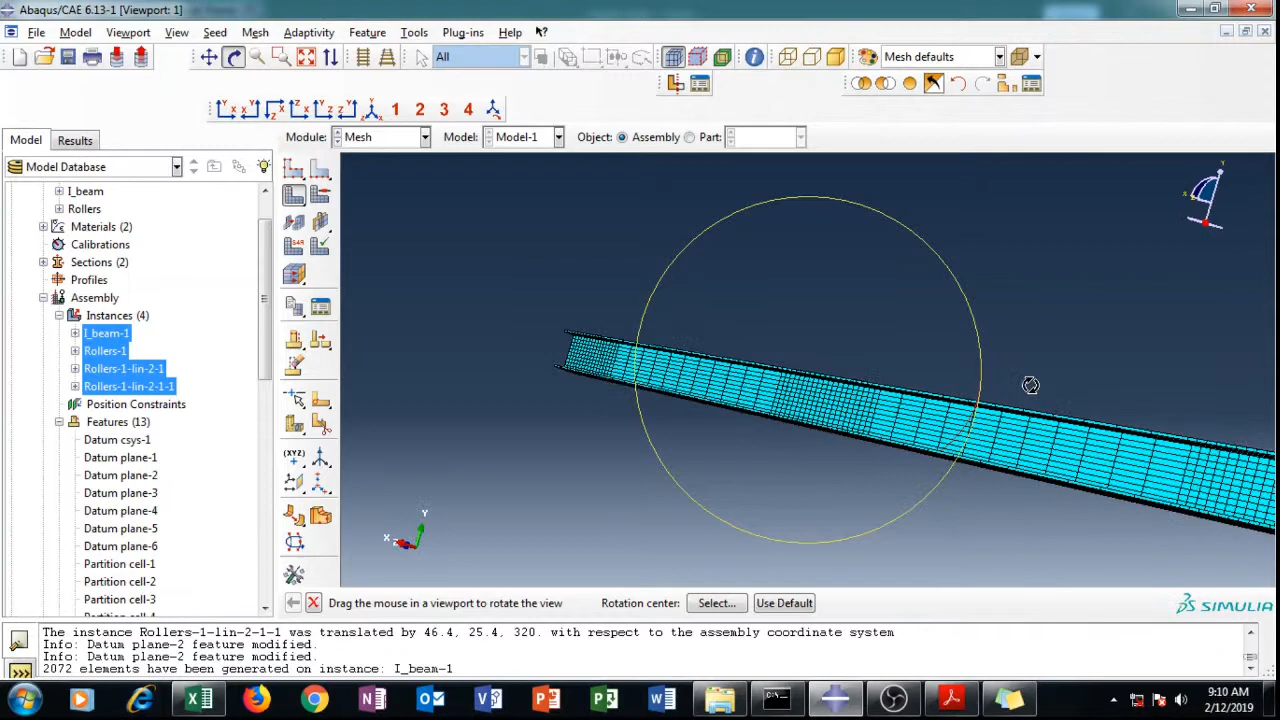 Abaqus/CAE 6.13-1 [Viewport: 1]
File Model Viewport View Seed Mesh Adaptivity Feature Tools Plug-ins Help
All
Mesh defaults
1 2 3 4
Model Results
Module: Mesh Model: Model-1 Object: Assembly Part:
Model Database
I_beam
Rollers
Materials (2)
Calibrations
Sections (2)
Profiles
Assembly
Instances (4)
I_beam-1
Rollers-1
Rollers-1-lin-2-1
Rollers-1-lin-2-1-1
Position Constraints
Features (13)
Datum csys-1
Datum plane-1
Datum plane-2
Datum plane-3
Datum plane-4
Datum plane-5
Datum plane-6
Partition cell-1
Partition cell-2
Partition cell-3
S4R
(XYZ)
Y
X
Z
Y
X
Drag the mouse in a viewport to rotate the view Rotation center: Select... Use Default
SIMULIA
The instance Rollers-1-lin-2-1-1 was translated by 46.4, 25.4, 320. with respect to the assembly coordinate system
Info: Datum plane-2 feature modified.
Info: Datum plane-2 feature modified.
2072 elements have been generated on instance: I_beam-1
9:10 AM
2/12/2019